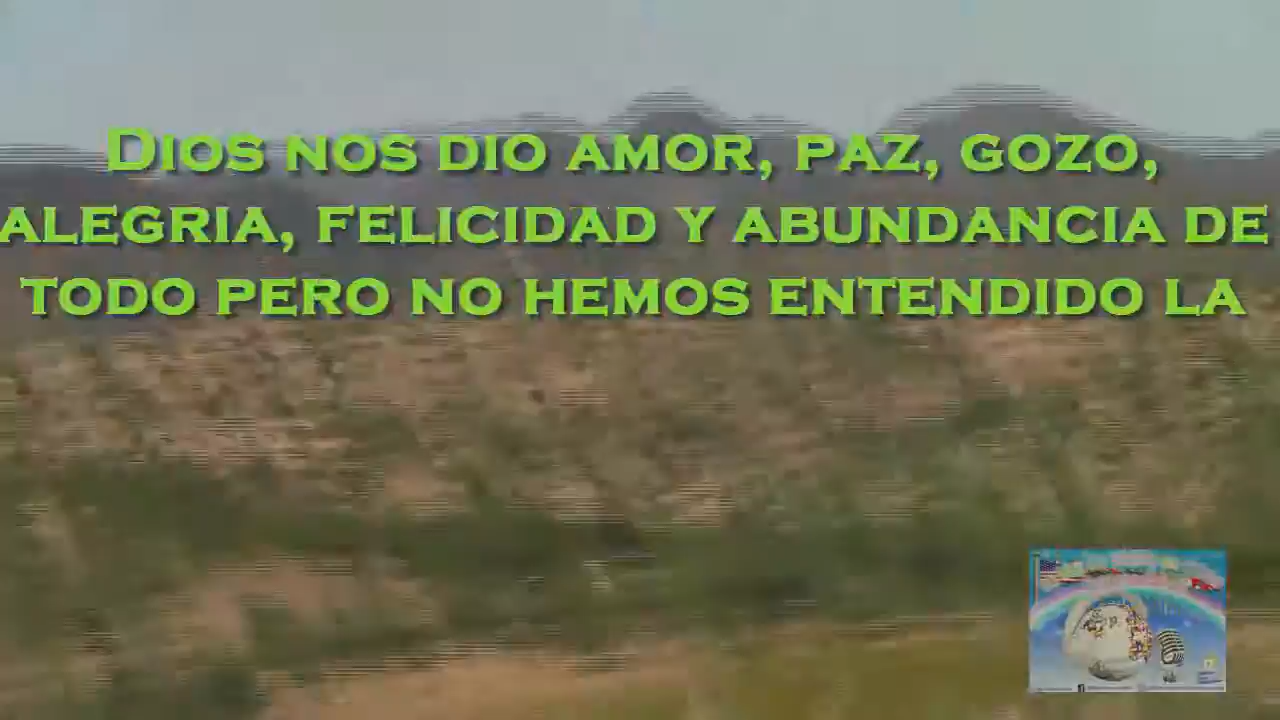 Dios nos dio amor, paz, gozo,
alegria, felicidad y abundancia de
todo pero no hemos entendido la